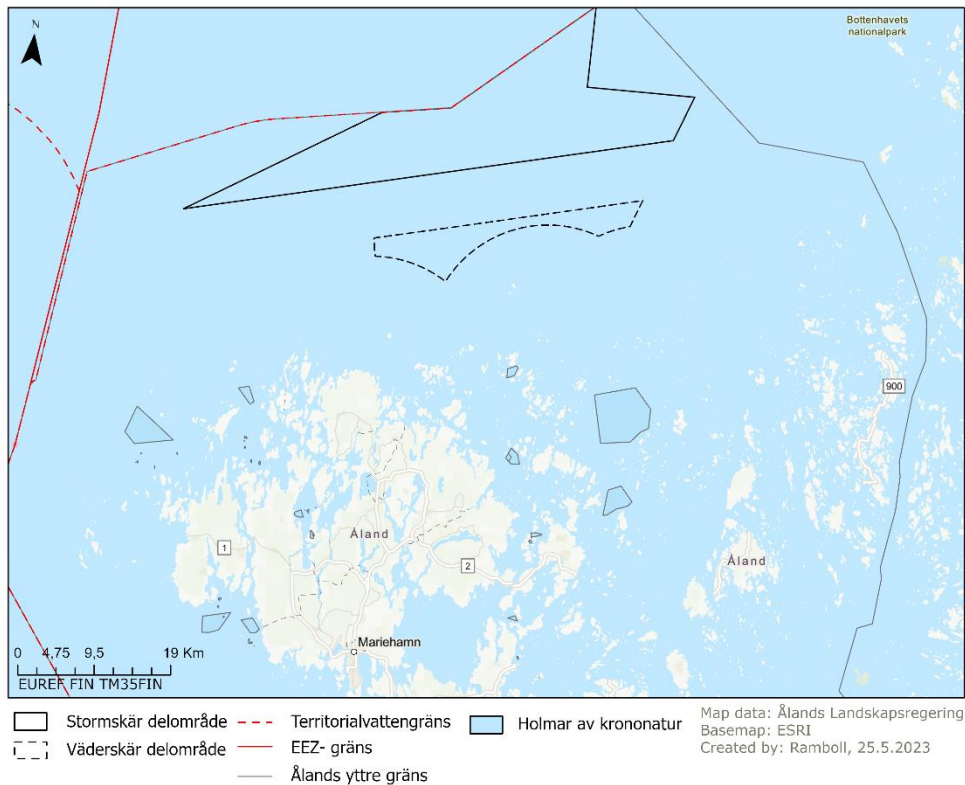 N
Bottenhavets
nationalpark
900
Åland
1
2
Åland
Mariehamn
0 4,75 9,5 19 Km
EUREF FIN TM35FIN
Stormskär delområde
Väderskär delområde
Territorialvattengräns
EEZ- gräns
Ålands yttre gräns
Holmar av krononatur
Map data: Ålands Landskapsregering
Basemap: ESRI
Created by: Ramboll, 25.5.2023